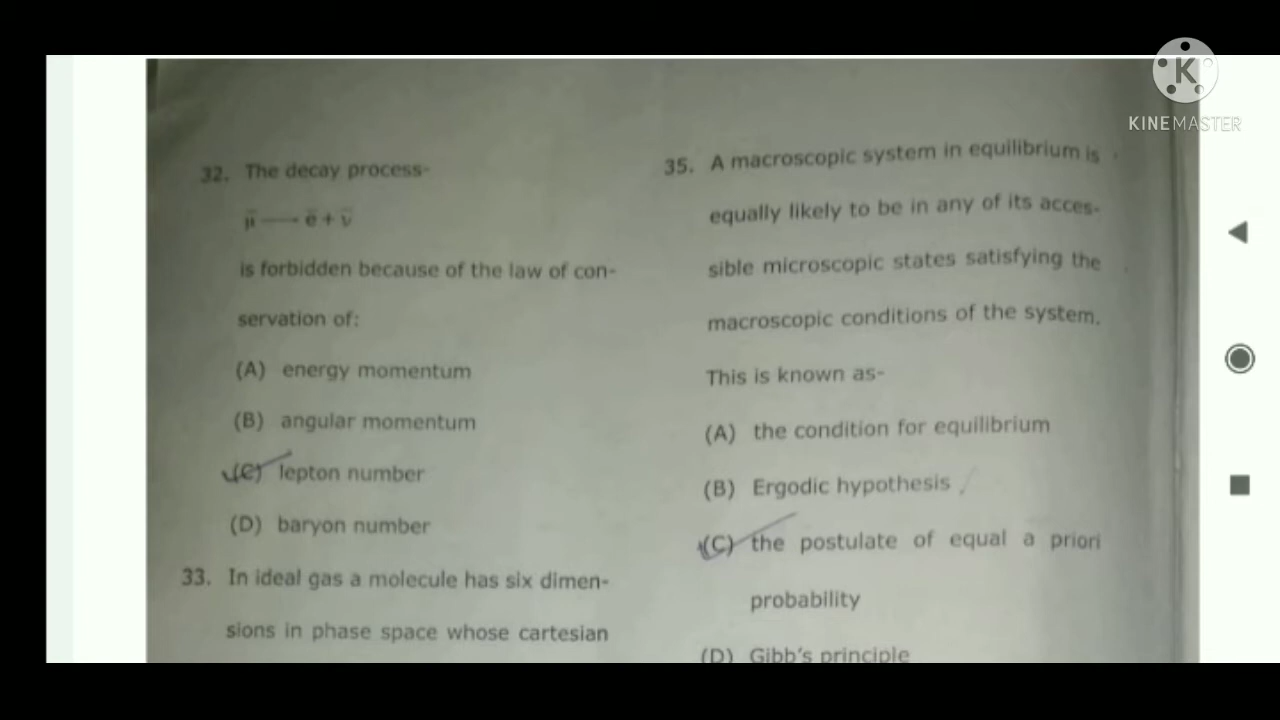 KINEMASTER
32. The decay process-
μ̄ ⟶ ē + ν̄
is forbidden because of the law of con-
servation of:
(A) energy momentum
(B) angular momentum
(C) lepton number
(D) baryon number
33. In ideal gas a molecule has six dimen-
sions in phase space whose cartesian
35. A macroscopic system in equilibrium is
equally likely to be in any of its acces-
sible microscopic states satisfying the
macroscopic conditions of the system.
This is known as-
(A) the condition for equilibrium
(B) Ergodic hypothesis
(C) the postulate of equal a priori
probability
(D) Gibb's principle